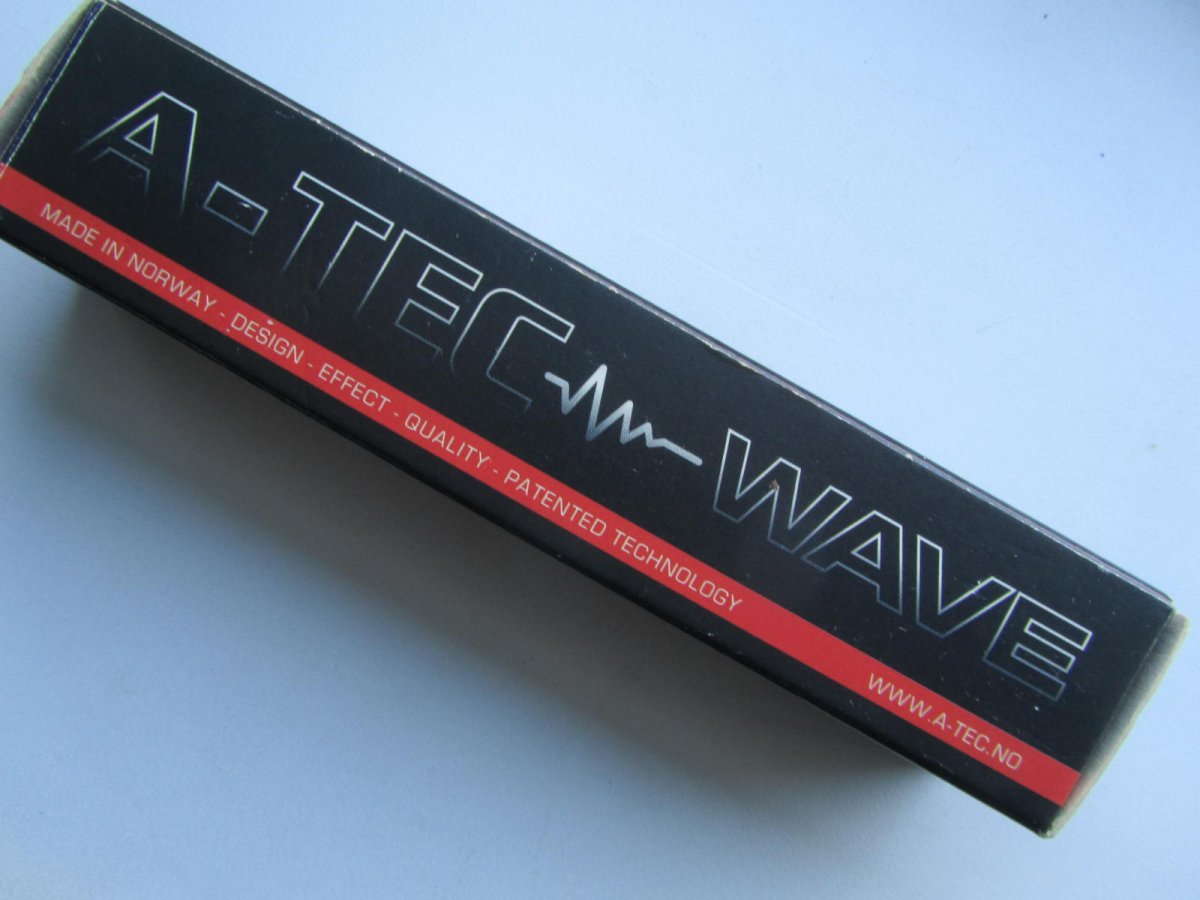 A-TEC WAVE
MADE IN NORWAY - DESIGN - EFFECT - QUALITY - PATENTED TECHNOLOGY
WWW.A-TEC.NO